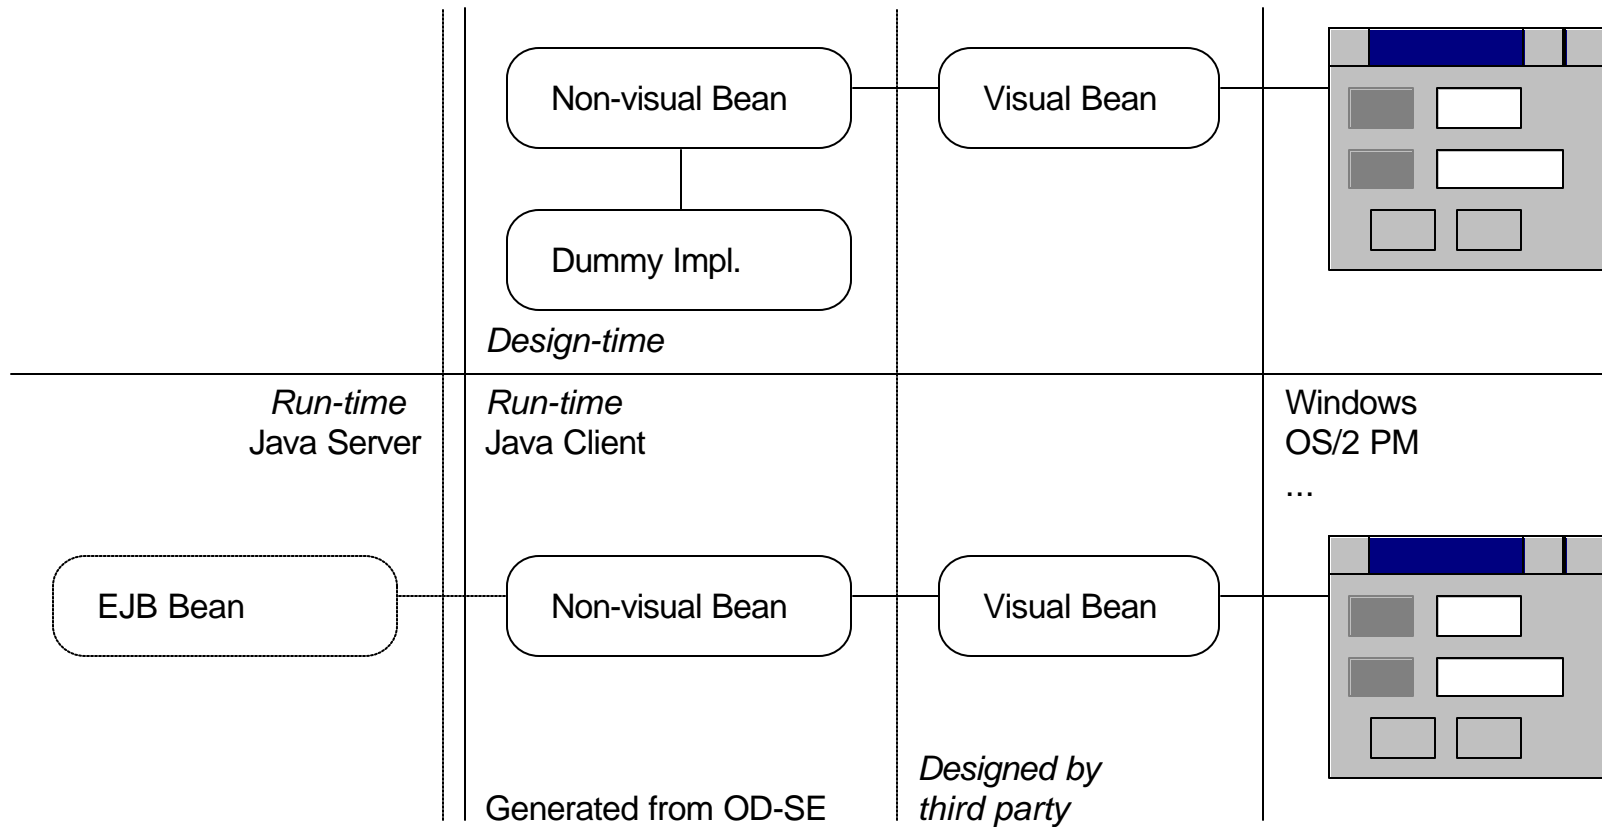 Non-visual Bean
Visual Bean
Dummy Impl.
Design-time
Run-time
Java Server
Run-time
Java Client
Windows
OS/2 PM
...
EJB Bean
Non-visual Bean
Visual Bean
Generated from OD-SE
Designed by
third party